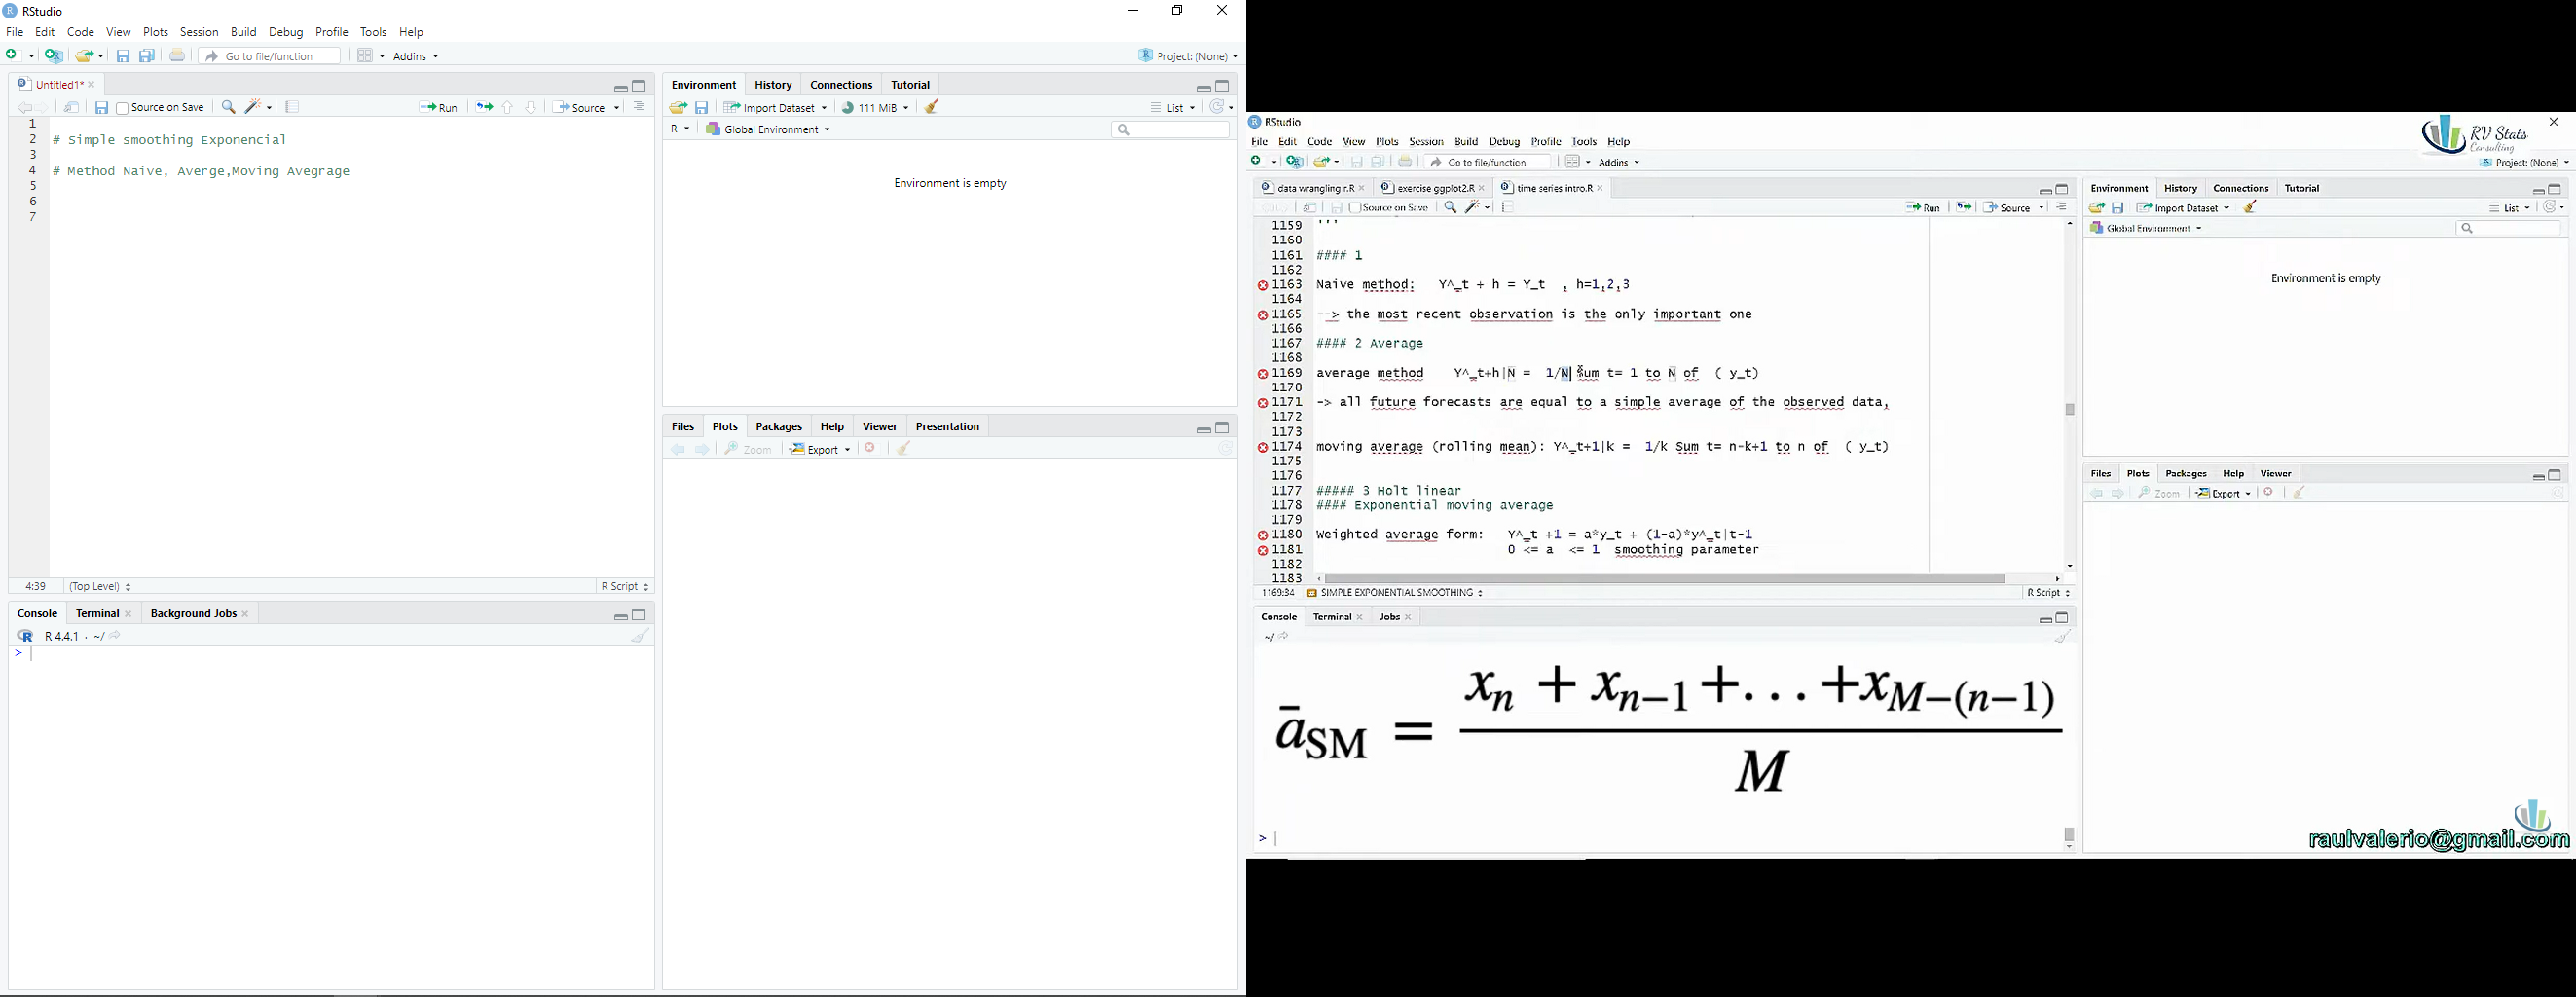 RStudio
File Edit Code View Plots Session Build Debug Profile Tools Help
Go to file/function Addins Project: (None)
Untitled1*
Source on Save Run Source
1
2 # Simple smoothing Exponencial
3
4 # Method Naive, Averge,Moving Avegrage
5
6
7
4:39 (Top Level) R Script
Console Terminal Background Jobs
R 4.4.1 · ~/
>
Environment History Connections Tutorial
Import Dataset 111 MiB List
R Global Environment
Environment is empty
Files Plots Packages Help Viewer Presentation
Zoom Export
RStudio
RV Stats
Consulting
File Edit Code View Plots Session Build Debug Profile Tools Help
Go to file/function Addins Project: (None)
data wrangling r.R exercise ggplot2.R time series intro.R
Source on Save Run Source
1159 '''
1160
1161 #### 1
1162
1163 Naive method: Y^_t + h = Y_t , h=1,2,3
1164
1165 --> the most recent observation is the only important one
1166
1167 #### 2 Average
1168
1169 average method Y^_t+h|N = 1/N Sum t= 1 to N of ( y_t)
1170
1171 -> all future forecasts are equal to a simple average of the observed data,
1172
1173
1174 moving average (rolling mean): Y^_t+1|k = 1/k Sum t= n-k+1 to n of ( y_t)
1175
1176
1177 ##### 3 Holt linear
1178 #### Exponential moving average
1179
1180 Weighted average form: Y^_t +1 = a*y_t + (1-a)*y^_t|t-1
1181 0 <= a <= 1 smoothing parameter
1182
1183
1169:34 SIMPLE EXPONENTIAL SMOOTHING R Script
Console Terminal Jobs
~/
x̄n + xn−1+...+xM−(n−1)
āSM =
M
>
Environment History Connections Tutorial
Import Dataset List
Global Environment
Environment is empty
Files Plots Packages Help Viewer
Zoom Export
raulvalerio@gmail.com